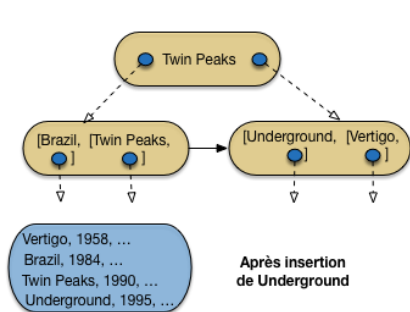 Twin Peaks
[Brazil, [Twin Peaks,
] ]
[Underground, [Vertigo,
] ]
Vertigo, 1958, ...
Brazil, 1984, ...
Twin Peaks, 1990, ...
Underground, 1995, ...
Après insertion
de Underground